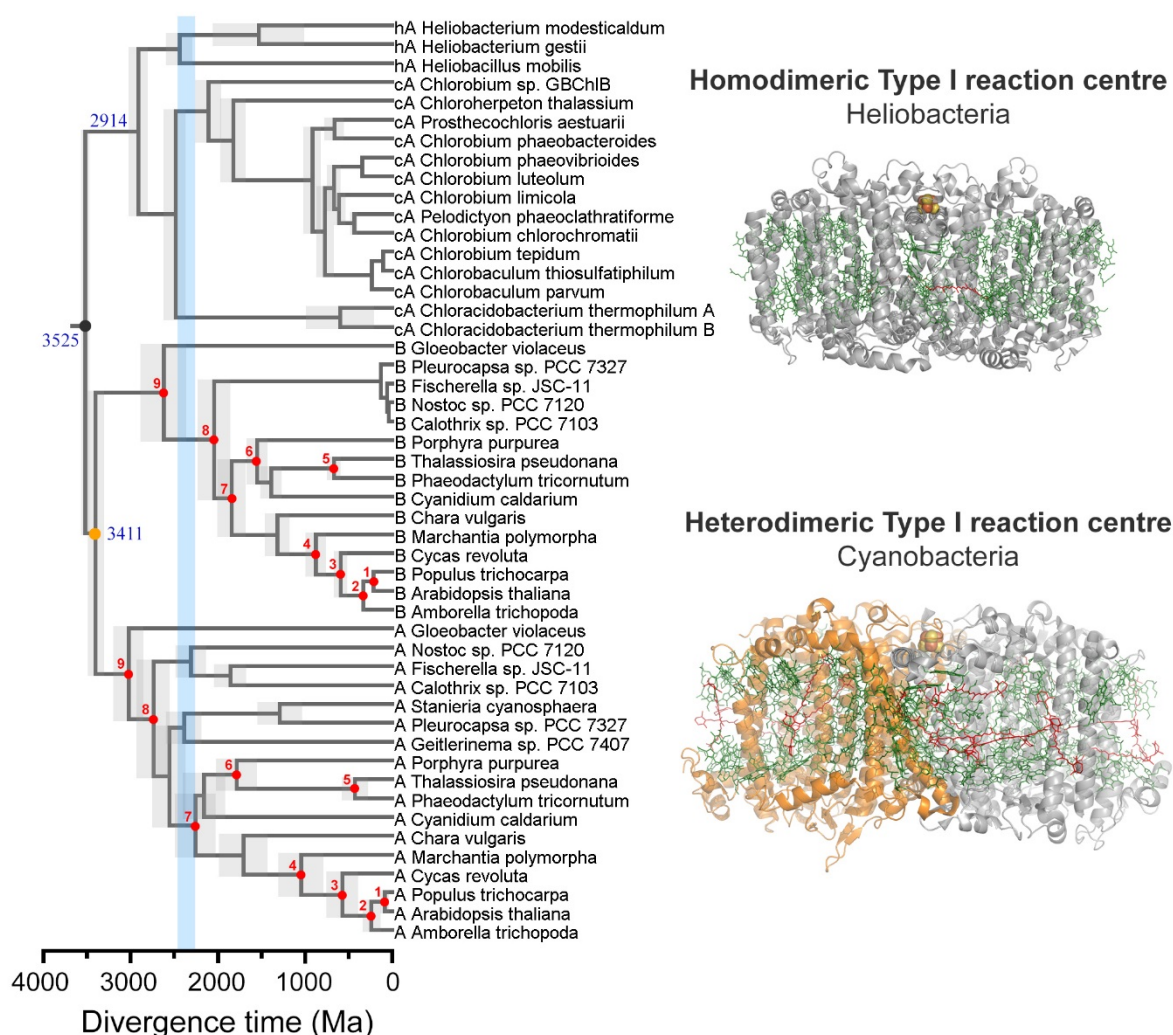 hA Heliobacterium modesticaldum
hA Heliobacterium gestii
hA Heliobacillus mobilis
cA Chlorobium sp. GBChlB
cA Chloroherpeton thalassium
cA Prosthecochloris aestuarii
cA Chlorobium phaeobacteroides
cA Chlorobium phaeovibrioides
cA Chlorobium luteolum
cA Chlorobium limicola
cA Pelodictyon phaeoclathratiforme
cA Chlorobium chlorochromatii
cA Chlorobium tepidum
cA Chlorobaculum thiosulfatiphilum
cA Chlorobaculum parvum
cA Chloracidobacterium thermophilum A
cA Chloracidobacterium thermophilum B
B Gloeobacter violaceus
B Pleurocapsa sp. PCC 7327
B Fischerella sp. JSC-11
B Nostoc sp. PCC 7120
B Calothrix sp. PCC 7103
B Porphyra purpurea
B Thalassiosira pseudonana
B Phaeodactylum tricornutum
B Cyanidium caldarium
B Chara vulgaris
B Marchantia polymorpha
B Cycas revoluta
B Populus trichocarpa
B Arabidopsis thaliana
B Amborella trichopoda
A Gloeobacter violaceus
A Nostoc sp. PCC 7120
A Fischerella sp. JSC-11
A Calothrix sp. PCC 7103
A Stanieria cyanosphaera
A Pleurocapsa sp. PCC 7327
A Geitlerinema sp. PCC 7407
A Porphyra purpurea
A Thalassiosira pseudonana
A Phaeodactylum tricornutum
A Cyanidium caldarium
A Chara vulgaris
A Marchantia polymorpha
A Cycas revoluta
A Populus trichocarpa
A Arabidopsis thaliana
A Amborella trichopoda
2914
3525
3411
9
8
6
5
7
4
3
1
2
9
8
6
5
7
4
3
1
2
4000 3000 2000 1000 0
Divergence time (Ma)
Homodimeric Type I reaction centre
Heliobacteria
Heterodimeric Type I reaction centre
Cyanobacteria